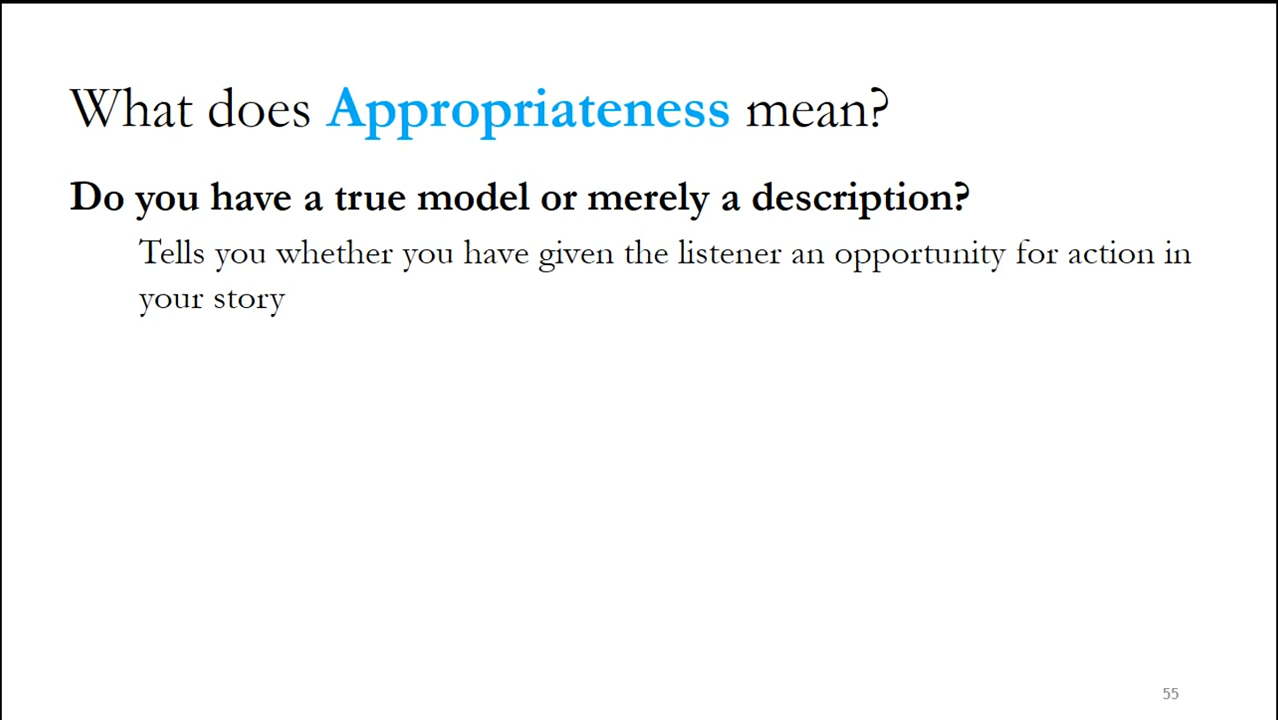 What does Appropriateness mean?
Do you have a true model or merely a description?
Tells you whether you have given the listener an opportunity for action in
your story
55